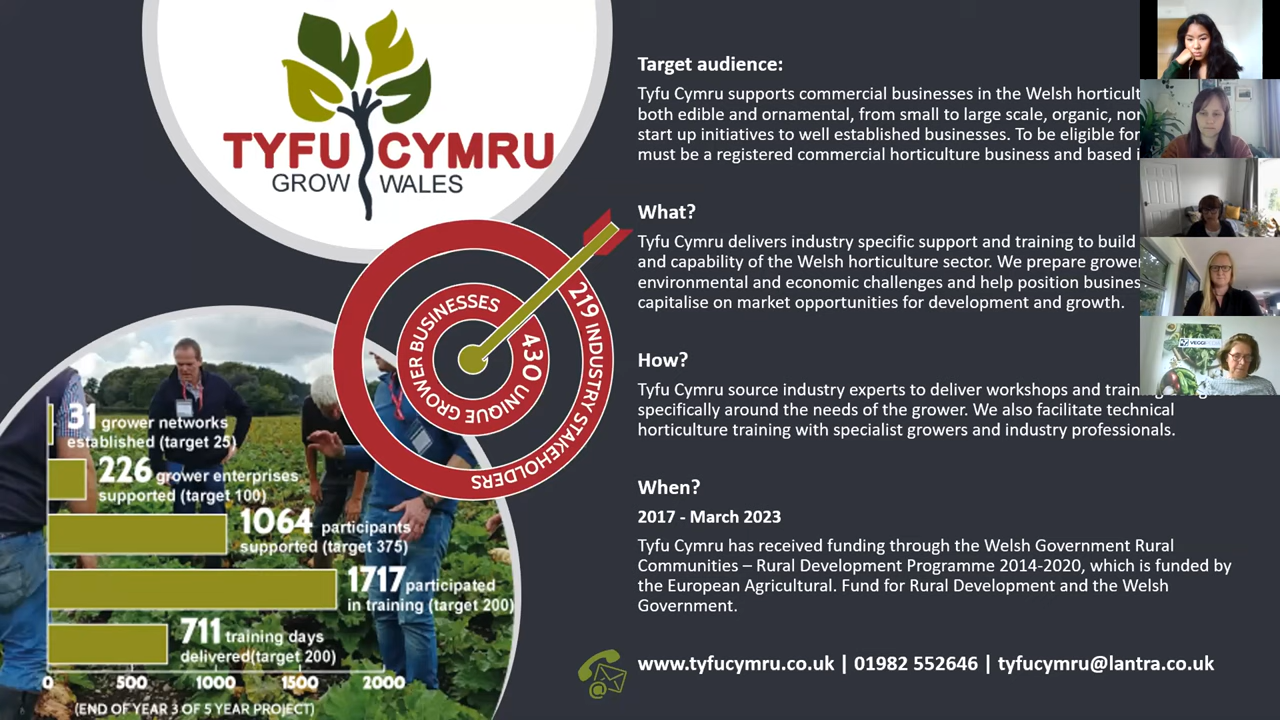 TYFU CYMRU
GROW WALES
430 UNIQUE GROWER BUSINESSES
219 INDUSTRY STAKEHOLDERS
31 grower networks
established (target 25)
226 grower enterprises
supported (target 100)
1064 participants
supported (target 375)
1717 participated
in training (target 200)
711 training days
delivered(target 200)
0 500 1000 1500 2000
(END OF YEAR 3 OF 5 YEAR PROJECT)
Target audience:
Tyfu Cymru supports commercial businesses in the Welsh horticult
both edible and ornamental, from small to large scale, organic, nor
start up initiatives to well established businesses. To be eligible for
must be a registered commercial horticulture business and based i
What?
Tyfu Cymru delivers industry specific support and training to build
and capability of the Welsh horticulture sector. We prepare growe
environmental and economic challenges and help position busines
capitalise on market opportunities for development and growth.
How?
Tyfu Cymru source industry experts to deliver workshops and train
specifically around the needs of the grower. We also facilitate technical
horticulture training with specialist growers and industry professionals.
When?
2017 - March 2023
Tyfu Cymru has received funding through the Welsh Government Rural
Communities – Rural Development Programme 2014-2020, which is funded by
the European Agricultural. Fund for Rural Development and the Welsh
Government.
www.tyfucymru.co.uk | 01982 552646 | tyfucymru@lantra.co.uk